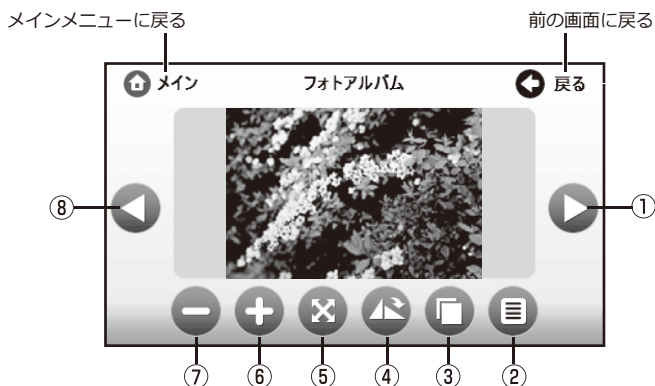 メインメニューに戻る 前の画面に戻る
メイン フォトアルバム 戻る
⑧ ①
⑦ ⑥ ⑤ ④ ③ ②